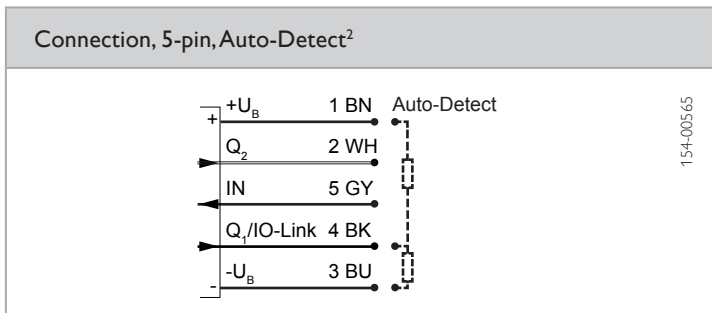 Connection, 5-pin, Auto-Detect²
+U_B 1 BN Auto-Detect
+
Q₂ 2 WH
IN 5 GY
Q₁/IO-Link 4 BK
-U_B 3 BU
-
154-00565